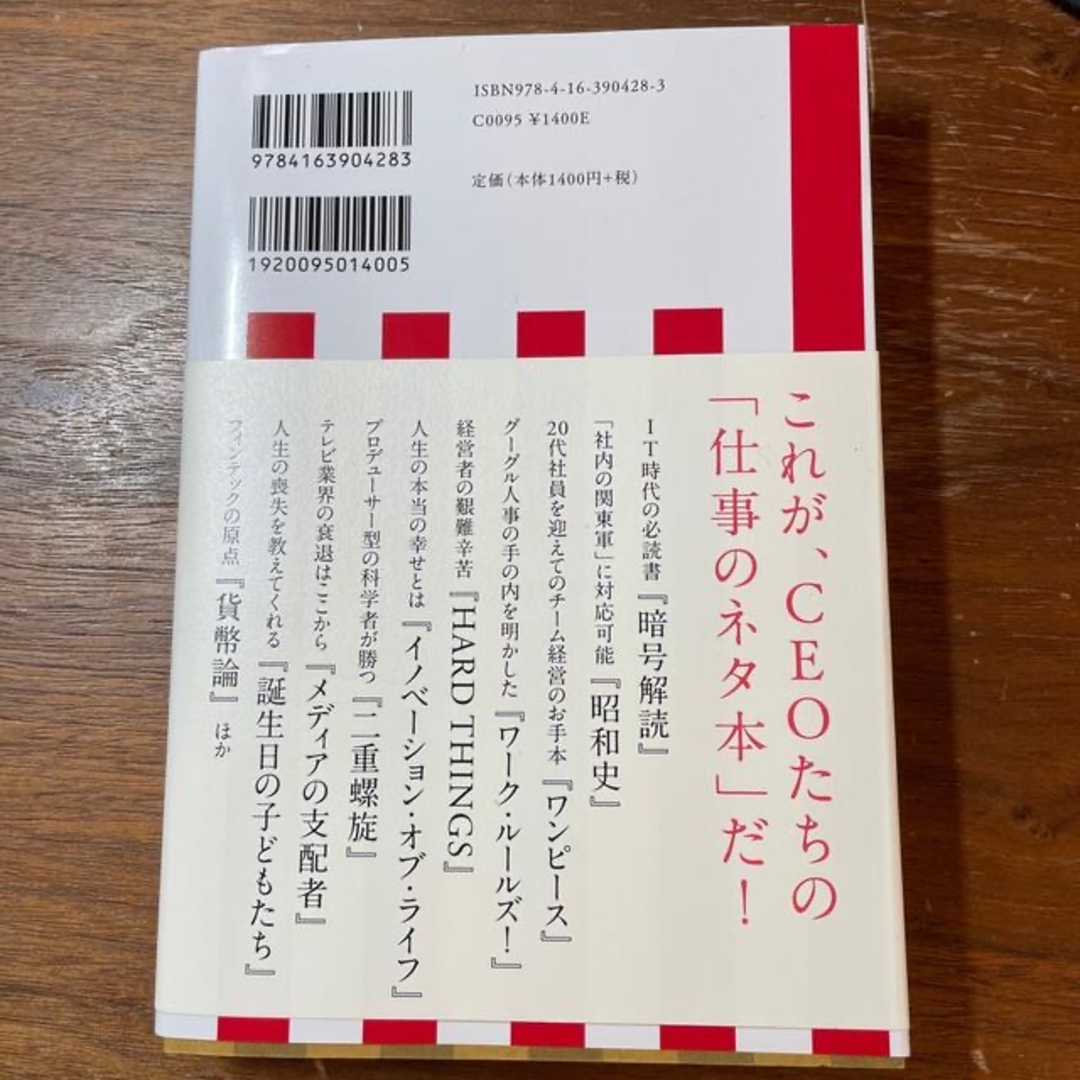 ISBN978-4-16-390428-3
C0095 ¥1400E
定価(本体1400円+税)
9784163904283
1920095014005
これが、CEOたちの
「仕事のネタ本」だ!
IT時代の必読書『暗号解読』
「社内の関東軍」に対応可能『昭和史』
20代社員を迎えてのチーム経営のお手本『ワンピース』
グーグル人事の手の内を明かした『ワーク・ルールズ!』
経営者の艱難辛苦『HARD THINGS』
人生の本当の幸せとは『イノベーション・オブ・ライフ』
プロデューサー型の科学者が勝つ『二重螺旋』
テレビ業界の衰退はここから『メディアの支配者』
人生の喪失を教えてくれる『誕生日の子どもたち』
フィンテックの原点『貨幣論』ほか